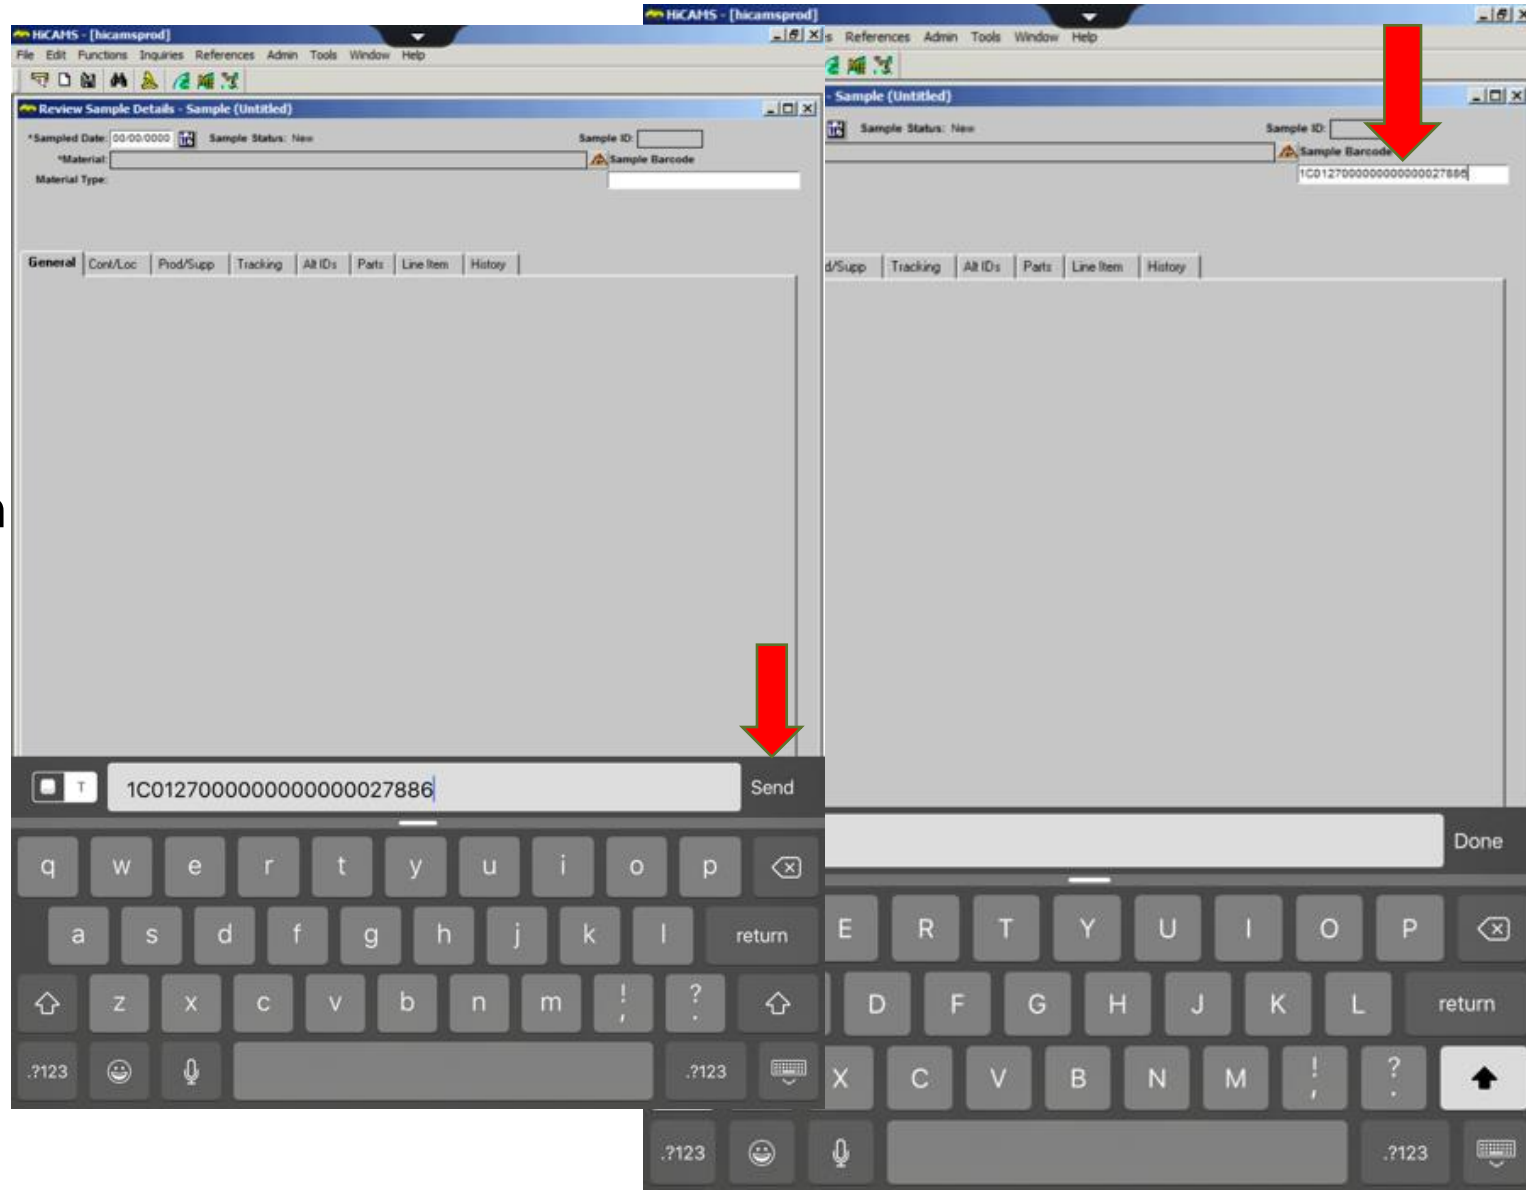 HiCAMS - [hicamsprod]
File Edit Functions Inquiries References Admin Tools Window Help
Review Sample Details - Sample (Untitled)
*Sampled Date: 00/00/0000 Sample Status: New Sample ID:
*Material: Sample Barcode
Material Type:
General Cont/Loc Prod/Supp Tracking Alt IDs Parts Line Item History
n
T 1C0127000000000000027886 Send
q w e r t y u i o p
a s d f g h j k l return
z x c v b n m ! , ? .
.?123 .?123
HiCAMS - [hicamsprod]
s References Admin Tools Window Help
- Sample (Untitled)
Sample Status: New Sample ID:
Sample Barcode
1C0127000000000000027886
d/Supp Tracking Alt IDs Parts Line Item History
Done
E R T Y U I O P
D F G H J K L return
X C V B N M ! , ? .
.?123 .?123